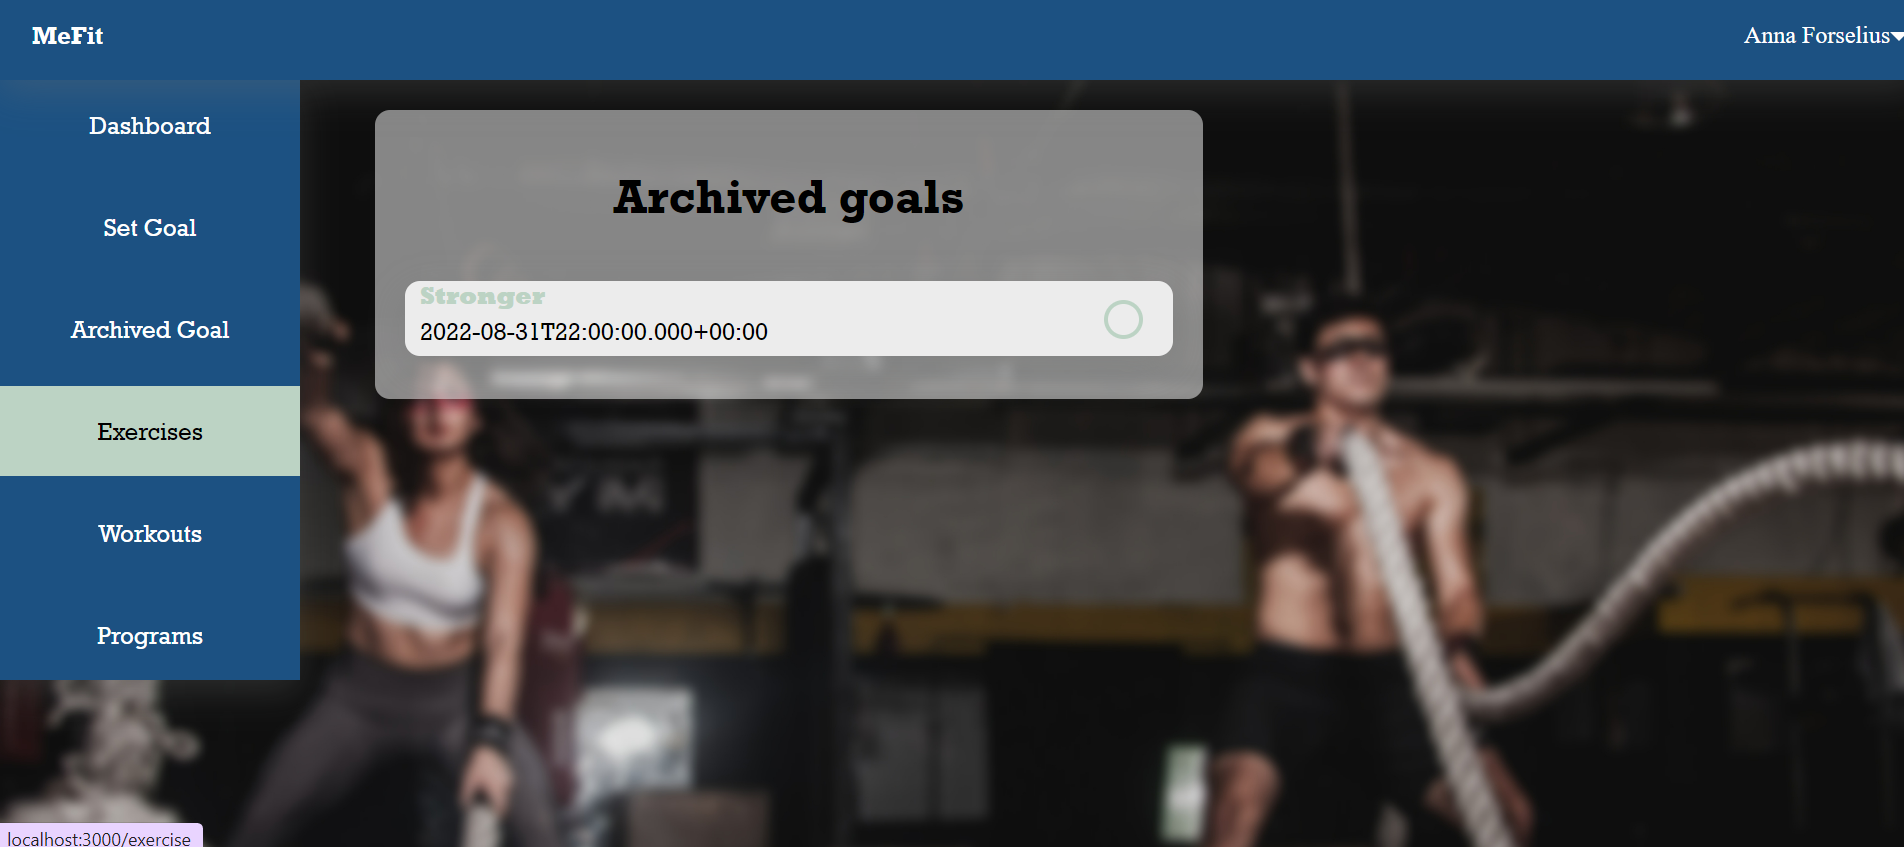 MeFit
Anna Forselius
Dashboard
Set Goal
Archived Goal
Exercises
Workouts
Programs
Archived goals
Stronger
2022-08-31T22:00:00.000+00:00
localhost:3000/exercise